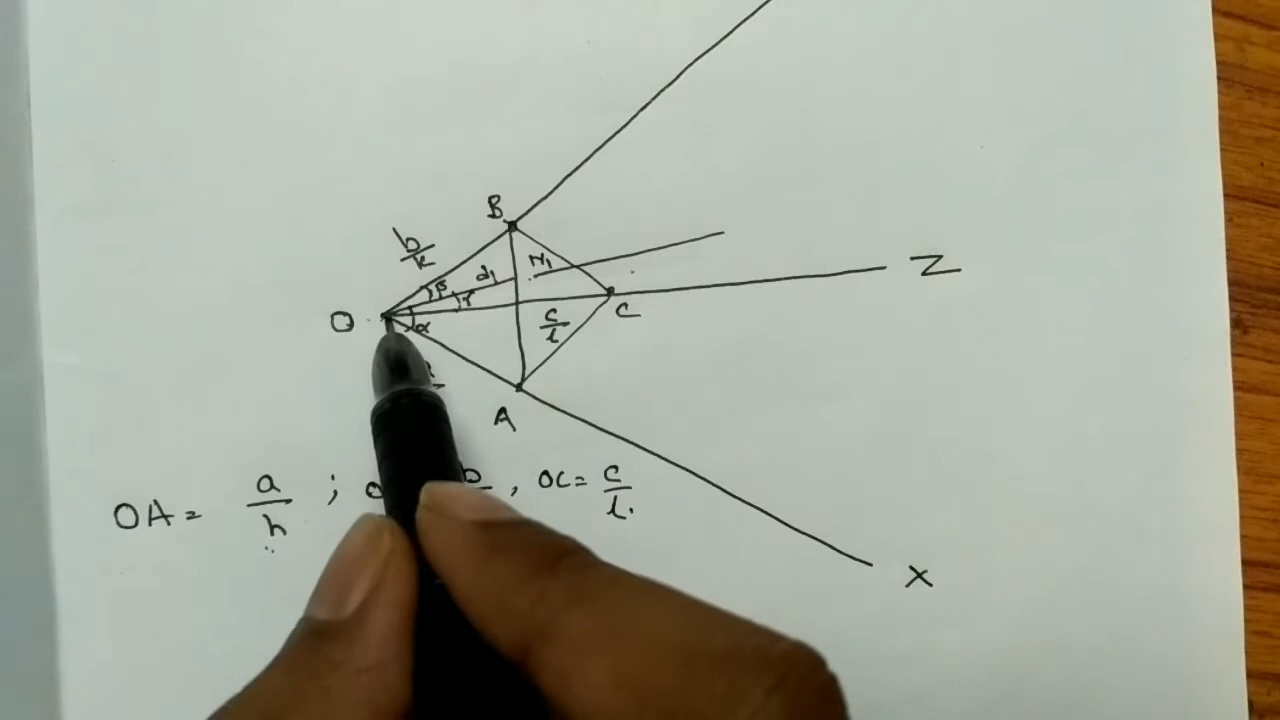 B
b/k
N1
d1
β
r
Z
O
α
c/l
C
A
OA = a/h ; , OC = c/l.
X